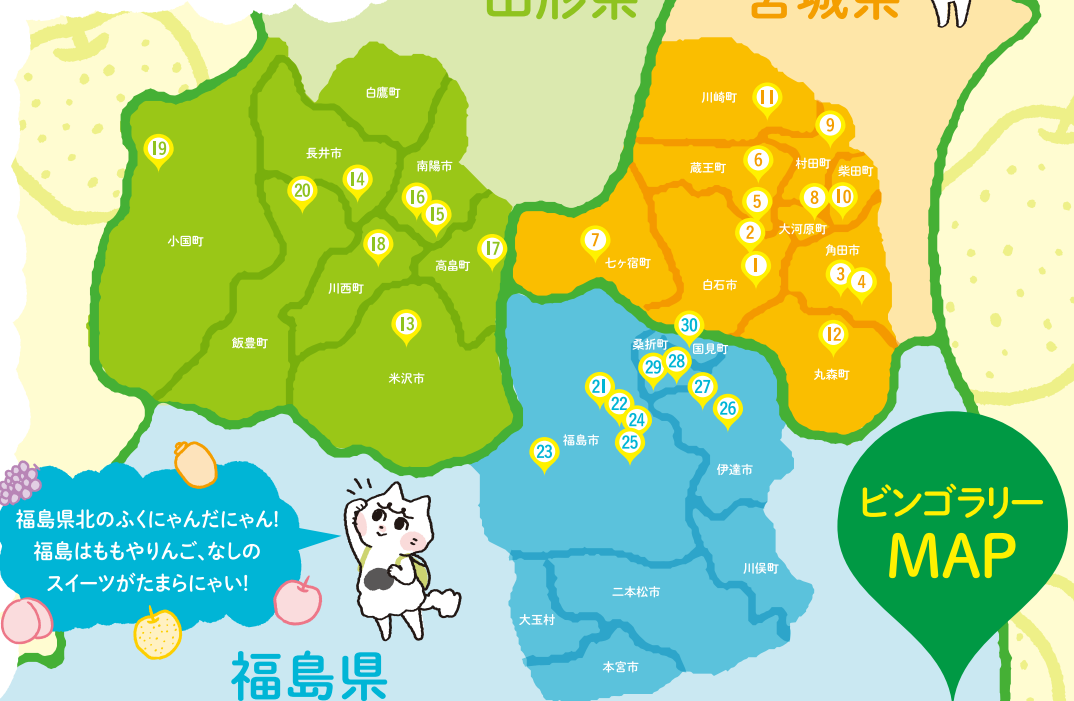 山形県
宮城県
白鷹町
川崎町
11
9
19
長井市
南陽市
蔵王町
6
村田町
柴田町
20
14
16
15
5
8
10
小国町
18
17
7
2
大河原町
高畠町
七ヶ宿町
1
角田市
川西町
白石市
3
4
飯豊町
13
30
12
桑折町
国見町
米沢市
29
28
丸森町
21
22
27
26
24
23
福島市
25
伊達市
ビンゴラリー
MAP
福島県北のふくにゃんだにゃん!
福島はももやりんご、なしの
スイーツがたまらにゃい!
川俣町
二本松市
大玉村
本宮市
福島県